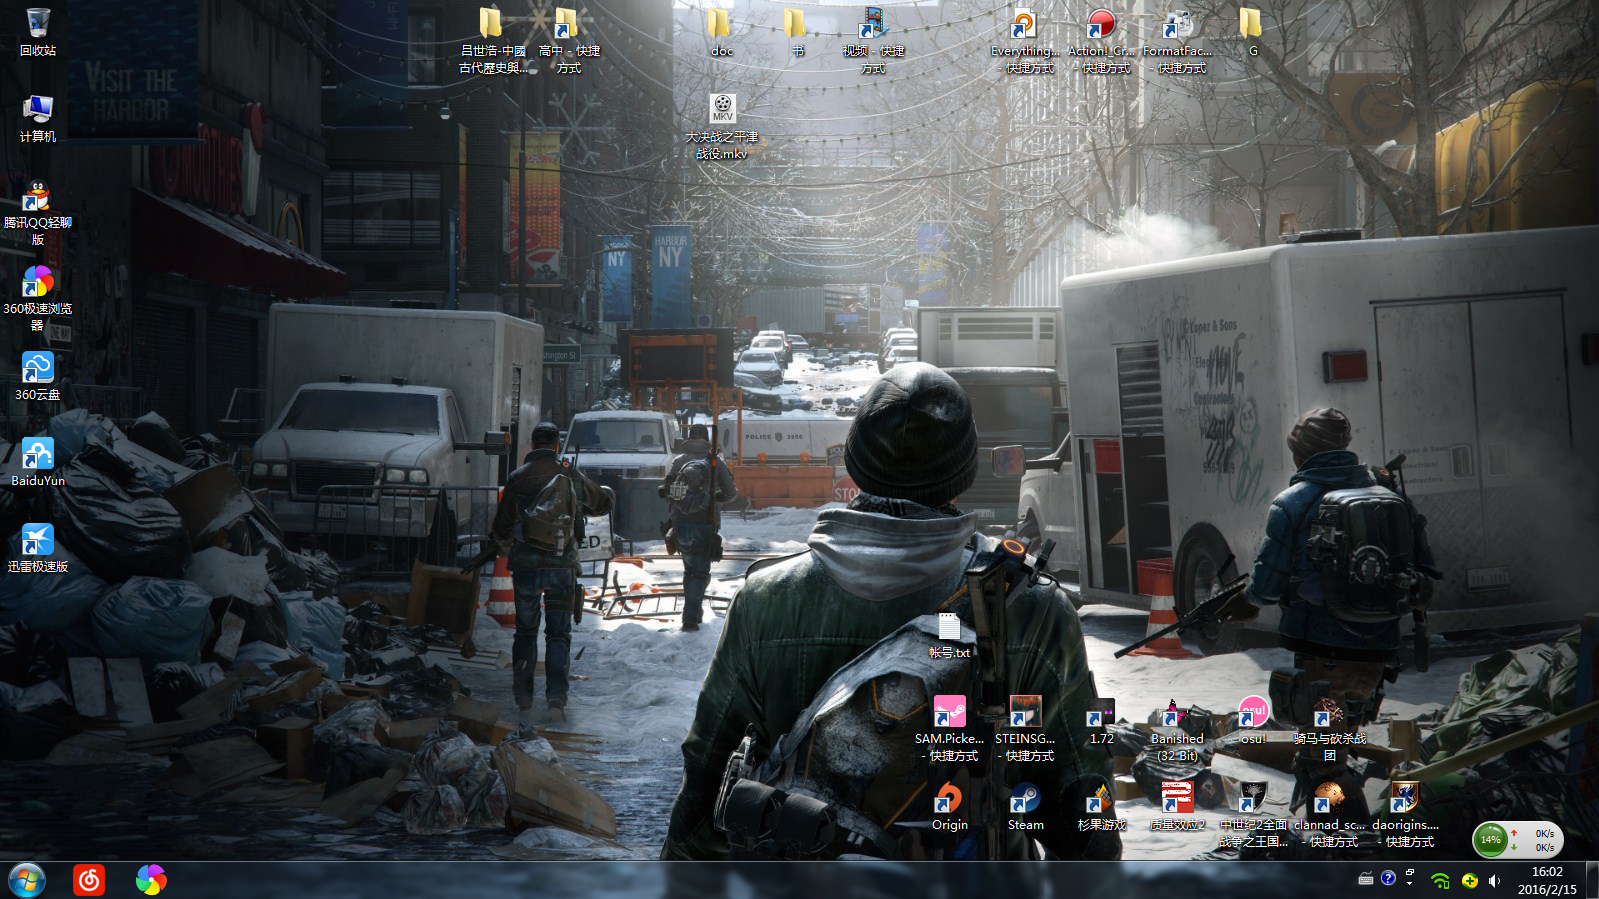 回收站
计算机
腾讯QQ轻聊
版
360极速浏览
器
360云盘
BaiduYun
迅雷极速版
吕世浩-中國
古代歷史與...
高中 - 快捷
方式
doc
书
视频 - 快捷
方式
Everything...
- 快捷方式
Action!_Gr...
- 快捷方式
FormatFac...
- 快捷方式
G
MKV
大决战之平津
战役.mkv
VISIT THE
HARBOR
NY
HARBOR
NY
POLICE 3006
STOP
帐号.txt
SAM.Picke...
- 快捷方式
STEINSG...
- 快捷方式
1.72
Banished
(32-Bit)
osu!
osu!
骑马与砍杀战
团
Origin
Steam
杉果游戏
质量效应2
中世纪2全面
战争之王国...
clannad_sc...
- 快捷方式
daorigins....
- 快捷方式
14%
0K/s
0K/s
16:02
2016/2/15